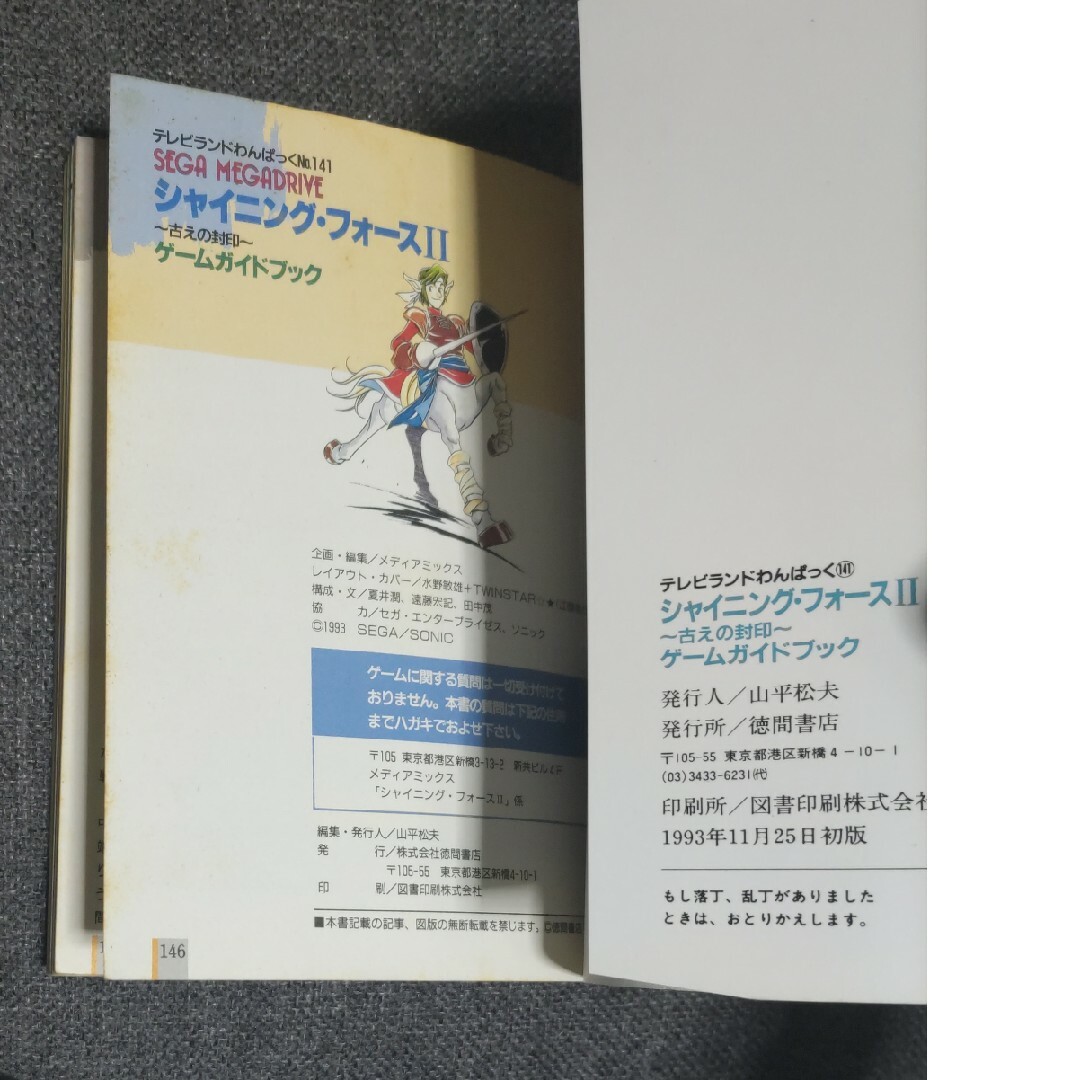 テレビランドわんぱっくNo.141
SEGA MEGADRIVE
シャイニング・フォースII
～古えの封印～
ゲームガイドブック
企画・編集／メディアミックス
レイアウト・カバー／水野敏雄+TWINSTAR☆★
構成・文／夏井潤、遠藤宏記、田中茂
協　　力／セガ・エンタープライゼス、ソニック
©1993 SEGA／SONIC
ゲームに関する質問は一切受け付けて
おりません。本書の質問は下記の住所
までハガキでおよせ下さい。
〒105 東京都港区新橋3-13-2 新共ビル4F
メディアミックス
「シャイニング・フォースII」係
編集・発行人／山平松夫
発　　　行／株式会社徳間書店
〒105-55 東京都港区新橋4-10-1
印　　　刷／図書印刷株式会社
■本書記載の記事、図版の無断転載を禁じます。©徳間書店
146
テレビランドわんぱっく141
シャイニング・フォースII
～古えの封印～
ゲームガイドブック
発行人／山平松夫
発行所／徳間書店
〒105-55 東京都港区新橋4-10-1
(03)3433-6231㈹
印刷所／図書印刷株式会社
1993年11月25日初版
もし落丁、乱丁がありました
ときは、おとりかえします。